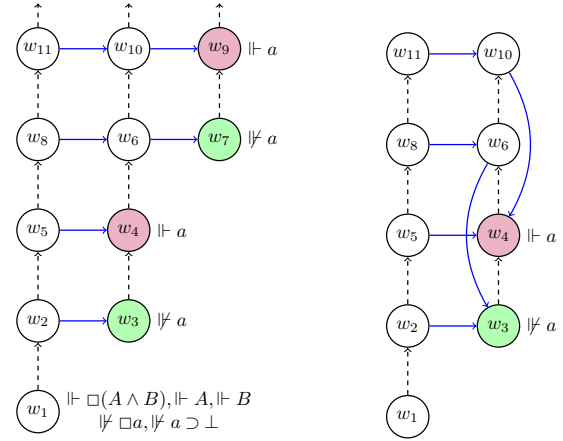 w₁₁ w₁₀ w₉ ⊩ a
w₈ w₆ w₇ ⊮ a
w₅ w₄ ⊩ a
w₂ w₃ ⊮ a
w₁ ⊩ □(A ∧ B), ⊩ A, ⊩ B
⊮ □a, ⊮ a ⊃ ⊥
w₁₁ w₁₀
w₈ w₆
w₅ w₄ ⊩ a
w₂ w₃ ⊮ a
w₁